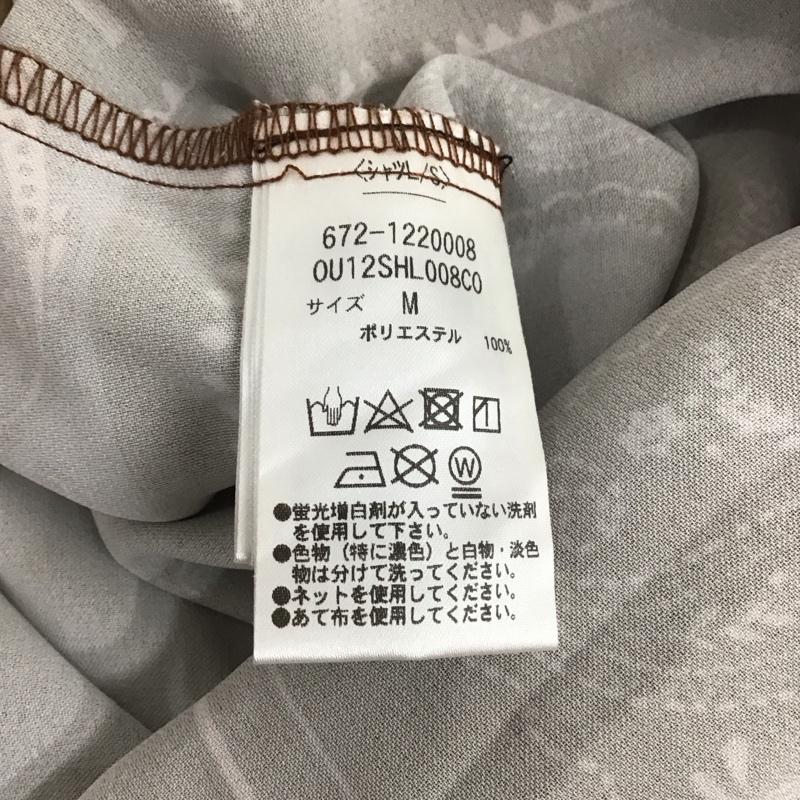 〈シャツL/S〉
672-1220008
0U12SHL008C0
サイズ M
ポリエステル 100%
W
●蛍光増白剤が入っていない洗剤
を使用して下さい。
●色物（特に濃色）と白物・淡色
物は分けて洗ってください。
●ネットを使用してください。
●あて布を使用してください。